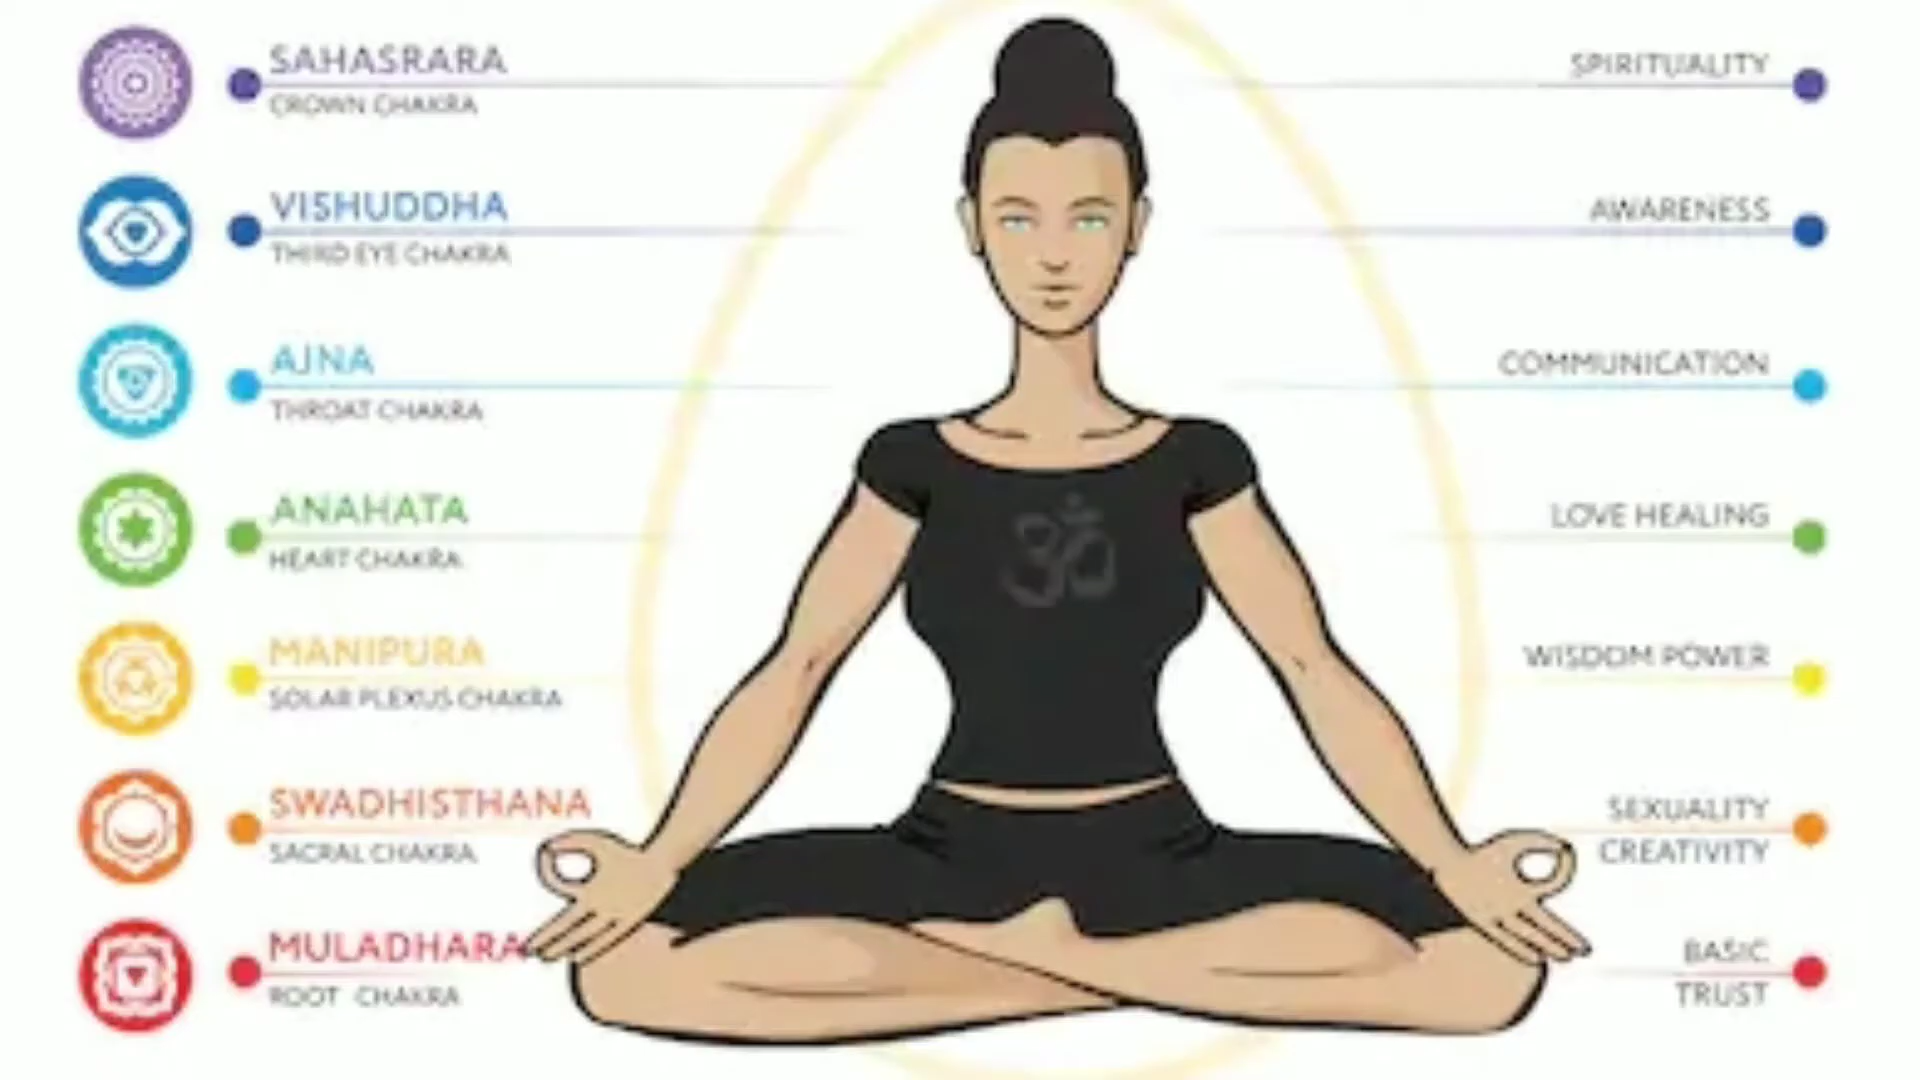 SAHASRARA
CROWN CHAKRA
SPIRITUALITY
VISHUDDHA
THIRD EYE CHAKRA
AWARENESS
AJNA
THROAT CHAKRA
COMMUNICATION
ANAHATA
HEART CHAKRA
LOVE HEALING
ॐ
MANIPURA
SOLAR PLEXUS CHAKRA
WISDOM POWER
SWADHISTHANA
SACRAL CHAKRA
SEXUALITY
CREATIVITY
MULADHARA
ROOT CHAKRA
BASIC
TRUST